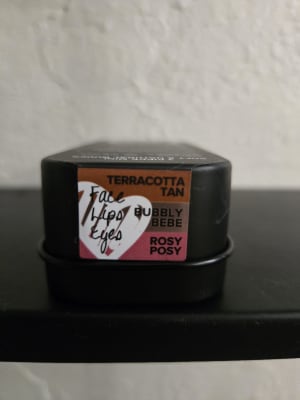 TERRACOTTA
TAN
Face
Lips
Eyes
BUBBLY
BEBE
ROSY
POSY